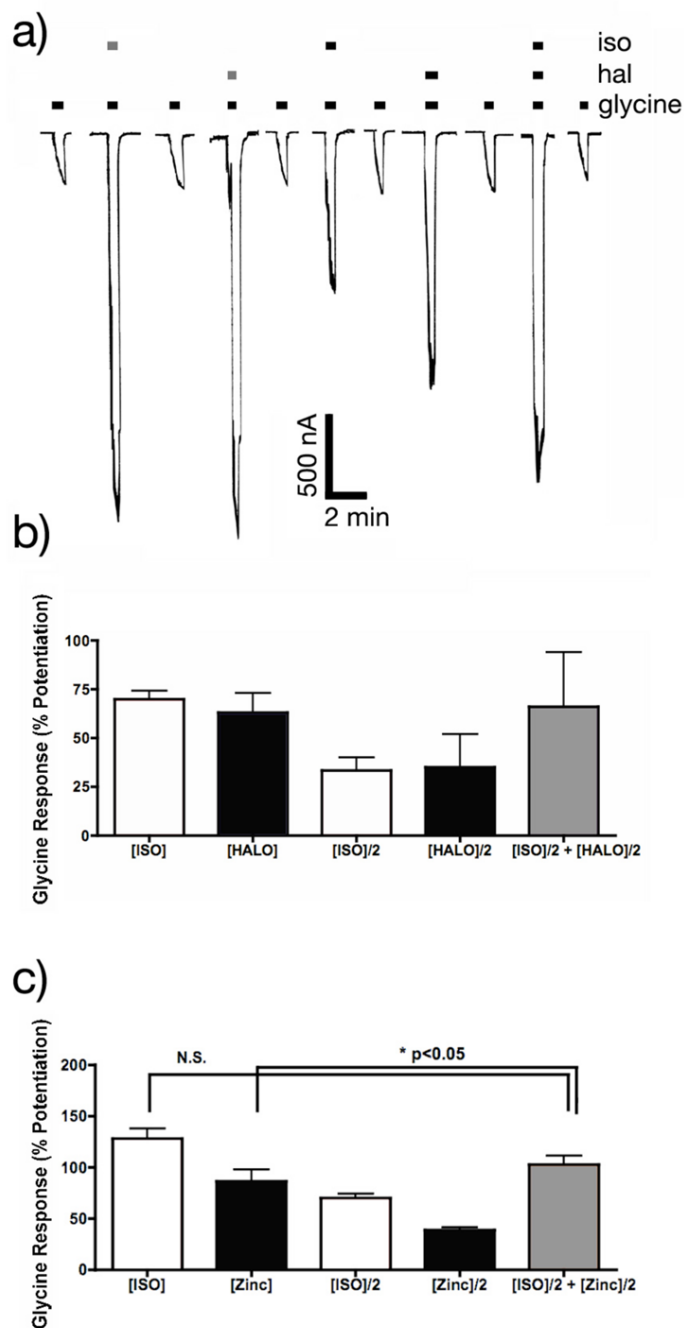 a)
iso
hal
glycine
500 nA
2 min
b)
Glycine Response (% Potentiation)
100
75
50
25
0
[ISO] [HALO] [ISO]/2 [HALO]/2 [ISO]/2 + [HALO]/2
c)
Glycine Response (% Potentiation)
N.S.
* p<0.05
200
150
100
50
0
[ISO] [Zinc] [ISO]/2 [Zinc]/2 [ISO]/2 + [Zinc]/2